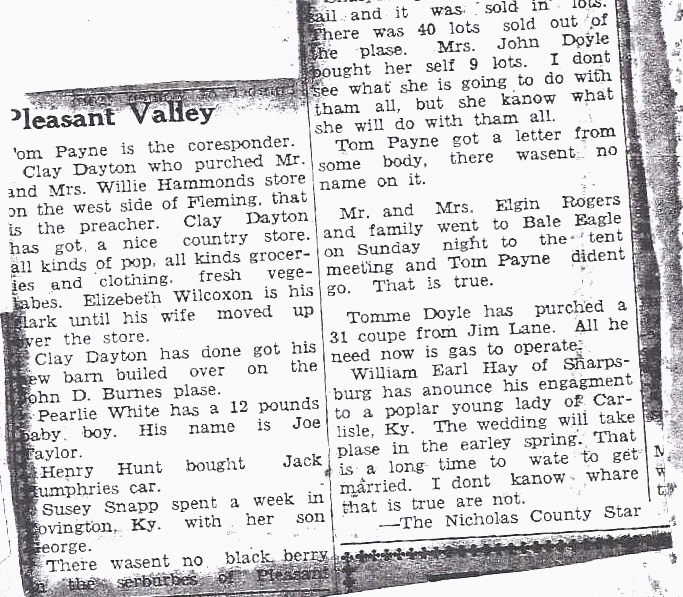 Pleasant Valley
Tom Payne is the coresponder.
Clay Dayton who purched Mr.
and Mrs. Willie Hammonds store
on the west side of Fleming, that
is the preacher. Clay Dayton
has got a nice country store.
all kinds of pop, all kinds grocer-
ies and clothing, fresh vege-
tabes. Elizebeth Wilcoxon is his
clark until his wife moved up
over the store.
Clay Dayton has done got his
new barn builed over on the
John D. Burnes plase.
Pearlie White has a 12 pounds
baby boy. His name is Joe
Taylor.
Henry Hunt bought Jack
Humphries car.
Susey Snapp spent a week in
Covington, Ky. with her son
George.
There wasent no black berry
the serburbes of Pleasant
sail and it was sold in lots.
There was 40 lots sold out of
the plase. Mrs. John Doyle
bought her self 9 lots. I dont
see what she is going to do with
tham all, but she kanow what
she will do with tham all.
Tom Payne got a letter from
some body, there wasent no
name on it.
Mr. and Mrs. Elgin Rogers
and family went to Bale Eagle
on Sunday night to the tent
meeting and Tom Payne dident
go. That is true.
Tomme Doyle has purched a
31 coupe from Jim Lane. All he
need now is gas to operate.
William Earl Hay of Sharps-
burg has anounce his engagment
to a poplar young lady of Car-
lisle, Ky. The wedding will take
plase in the earley spring. That
is a long time to wate to get
married. I dont kanow whare
that is true are not.
—The Nicholas County Star